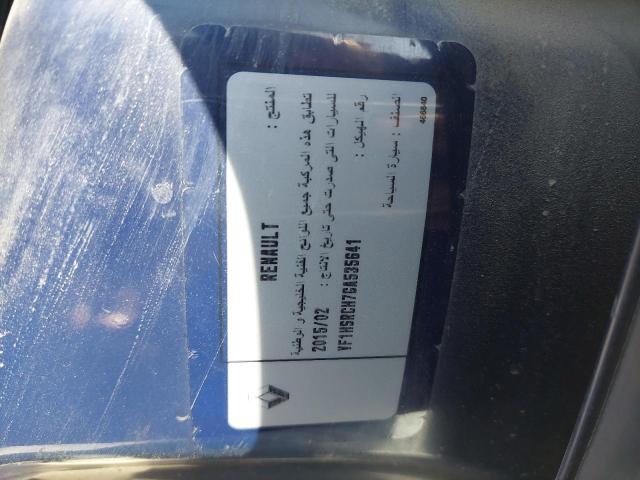 المنتج : RENAULT
تطابق هذه المركبة جميع اللوائح الفنية الخليجية و الوطنية
للسيارات التى صدرت حتى تاريخ الانتاج : 2015/02
رقم الهيكل : VF1HSRCH7GA535641
الصنف : سيارة السياحة